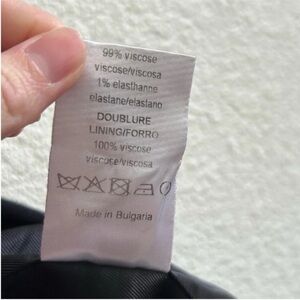 99% viscose
viscose/viscosa
1% elasthanne
elastane/elastano
DOUBLURE
LINING/FORRO
100% viscose
viscose/viscosa
Made in Bulgaria